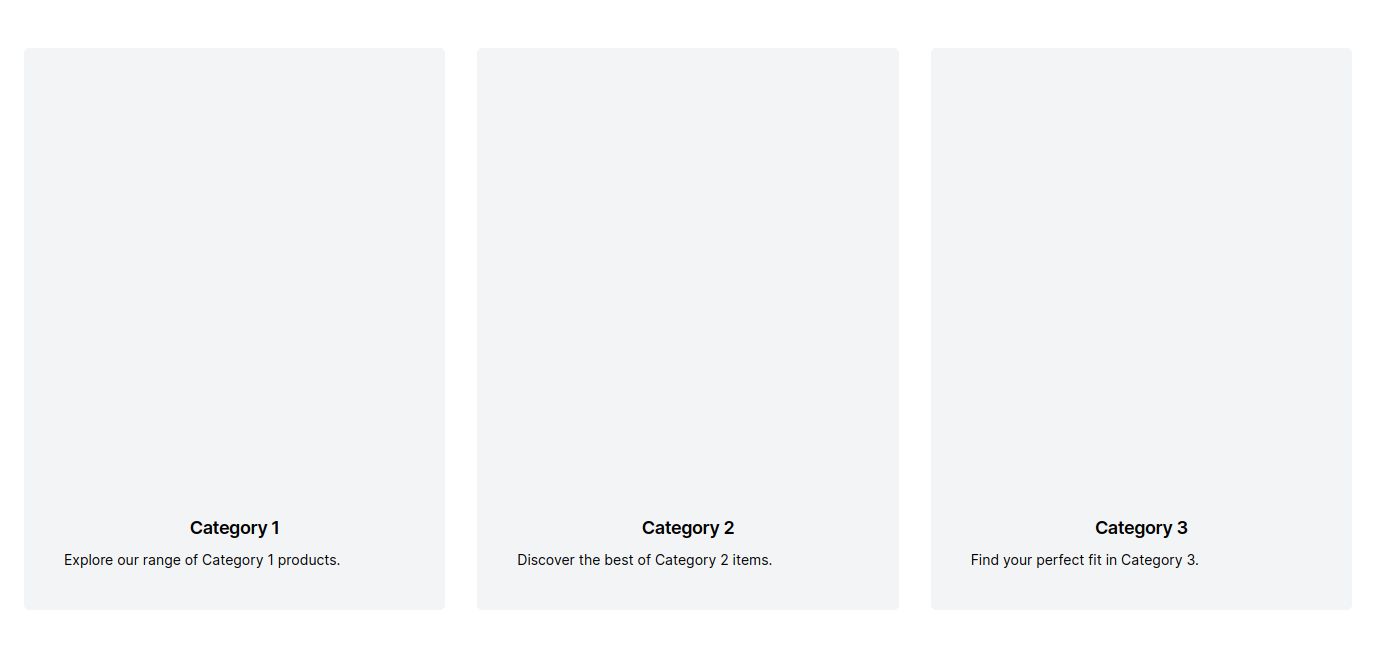 Category 1
Explore our range of Category 1 products.
Category 2
Discover the best of Category 2 items.
Category 3
Find your perfect fit in Category 3.